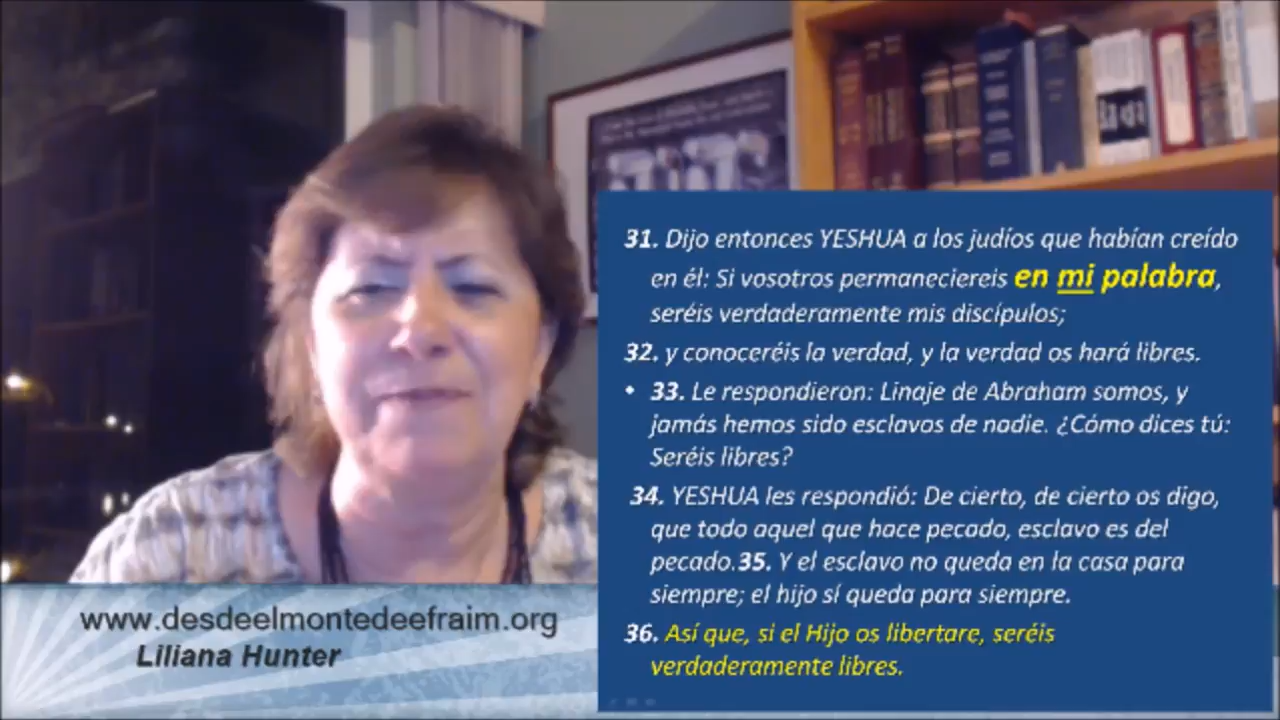 31. Dijo entonces YESHUA a los judíos que habían creído
en él: Si vosotros permaneciereis en mi palabra,
seréis verdaderamente mis discípulos;
32. y conoceréis la verdad, y la verdad os hará libres.
• 33. Le respondieron: Linaje de Abraham somos, y
jamás hemos sido esclavos de nadie. ¿Cómo dices tú:
Seréis libres?
34. YESHUA les respondió: De cierto, de cierto os digo,
que todo aquel que hace pecado, esclavo es del
pecado.35. Y el esclavo no queda en la casa para
siempre; el hijo sí queda para siempre.
36. Así que, si el Hijo os libertare, seréis
verdaderamente libres.
www.desdeelmontedeefraim.org
Liliana Hunter